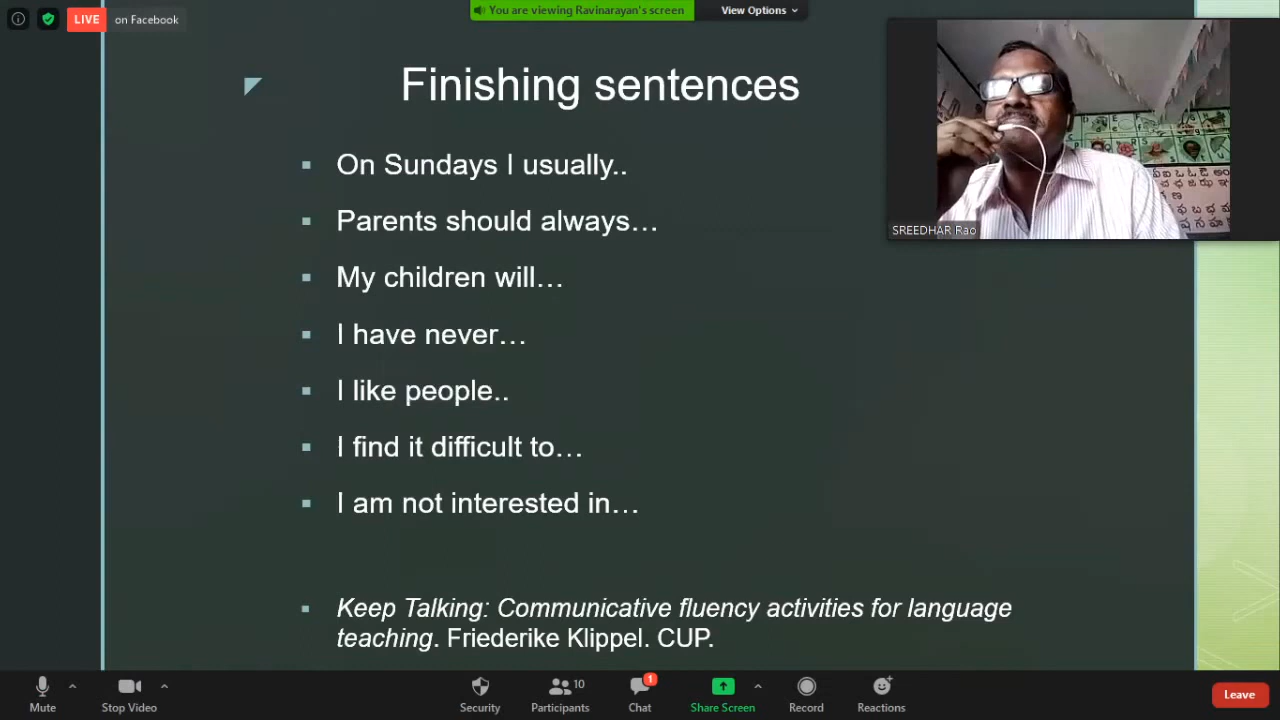 LIVE on Facebook
You are viewing Ravinarayan's screen
View Options
Finishing sentences
On Sundays I usually..
Parents should always…
My children will…
I have never…
I like people..
I find it difficult to…
I am not interested in…
Keep Talking: Communicative fluency activities for language
teaching. Friederike Klippel. CUP.
SREEDHAR Rao
Mute
Stop Video
Security
Participants 10
Chat 1
Share Screen
Record
Reactions
Leave